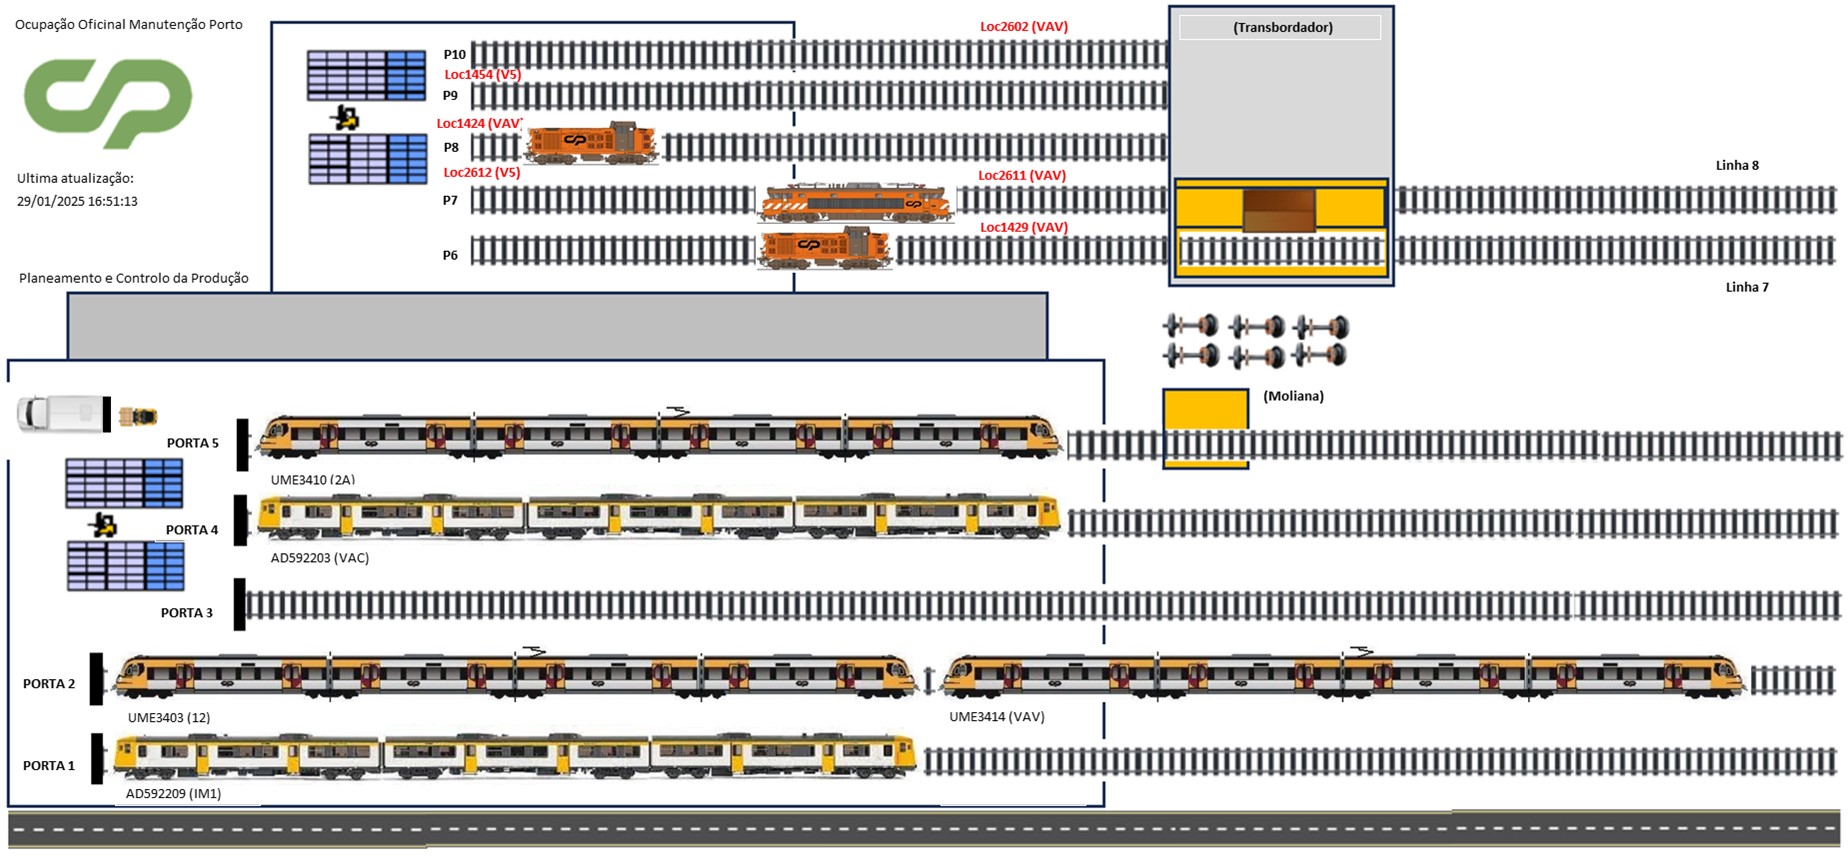 Ocupação Oficinal Manutenção Porto
Loc2602 (VAV)
(Transbordador)
P10
Loc1454 (V5)
P9
Loc1424 (VAV)
P8
Ultima atualização:
29/01/2025 16:51:13
Loc2612 (V5)
Loc2611 (VAV)
Linha 8
P7
Loc1429 (VAV)
P6
Planeamento e Controlo da Produção
Linha 7
(Moliana)
PORTA 5
UME3410 (2A)
PORTA 4
AD592203 (VAC)
PORTA 3
PORTA 2
UME3403 (12)
UME3414 (VAV)
PORTA 1
AD592209 (IM1)